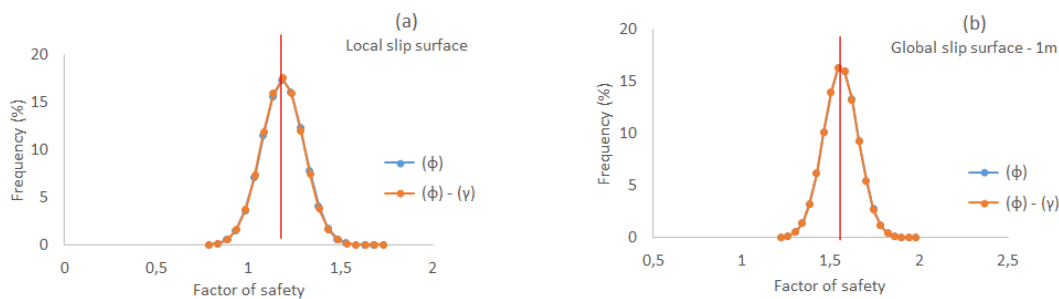 (a)
Local slip surface
20
15
10
5
0
Frequency (%)
(ϕ)
(ϕ) - (γ)
0
0,5
1
1,5
2
Factor of safety
(b)
Global slip surface - 1m
20
15
10
5
0
Frequency (%)
(ϕ)
(ϕ) - (γ)
0,5
1
1,5
2
2,5
Factor of safety